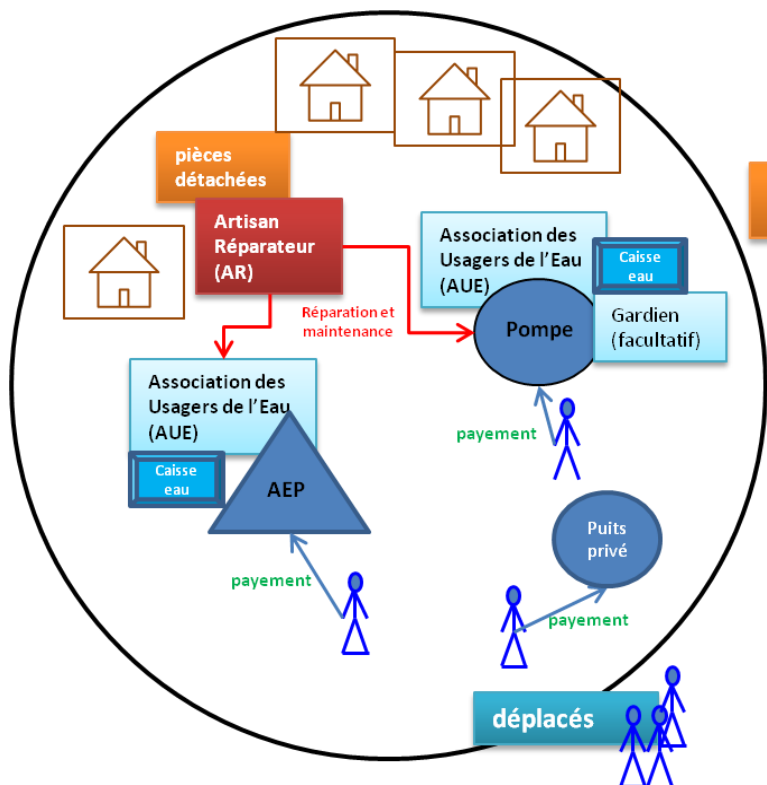 pièces
détachées
Artisan
Réparateur
(AR)
Association des
Usagers de l'Eau
(AUE)
Caisse
eau
Gardien
(facultatif)
Pompe
Réparation et
maintenance
Association des
Usagers de l'Eau
(AUE)
Caisse
eau
AEP
payement
payement
Puits
privé
payement
déplacés